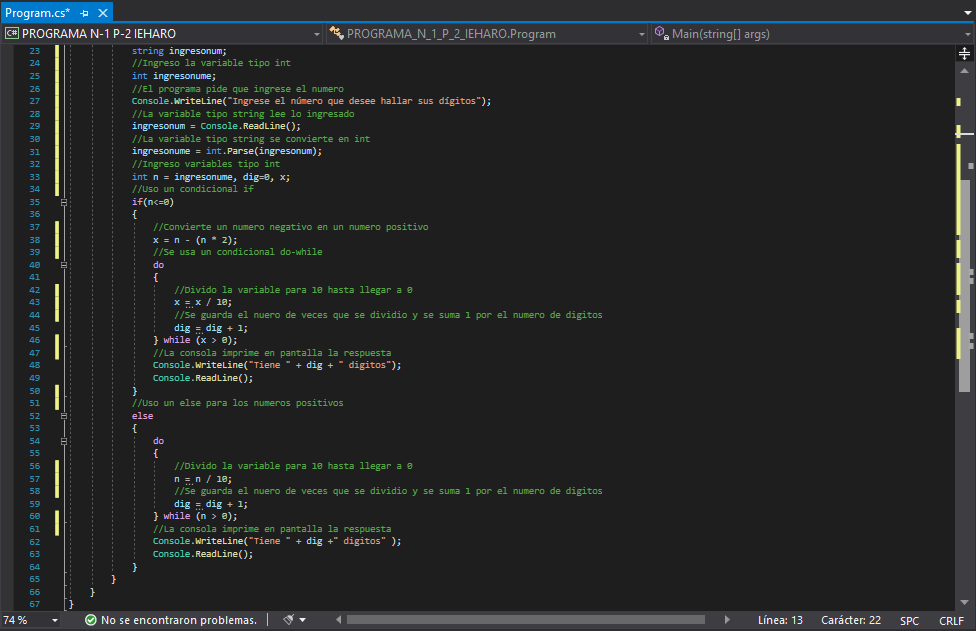 Program.cs*
C# PROGRAMA N-1 P-2 IEHARO PROGRAMA_N_1_P_2_IEHARO.Program Main(string[] args)
23 string ingresonum;
24 //Ingreso la variable tipo int
25 int ingresonume;
26 //El programa pide que ingrese el numero
27 Console.WriteLine("Ingrese el número que desee hallar sus dígitos");
28 //La variable tipo string lee lo ingresado
29 ingresonum = Console.ReadLine();
30 //La variable tipo string se convierte en int
31 ingresonume = int.Parse(ingresonum);
32 //Ingreso variables tipo int
33 int n = ingresonume, dig=0, x;
34 //Uso un condicional if
35 if(n<=0)
36 {
37 //Convierte un numero negativo en un numero positivo
38 x = n - (n * 2);
39 //Se usa un condicional do-while
40 do
41 {
42 //Divido la variable para 10 hasta llegar a 0
43 x = x / 10;
44 //Se guarda el nuero de veces que se dividio y se suma 1 por el numero de digitos
45 dig = dig + 1;
46 } while (x > 0);
47 //La consola imprime en pantalla la respuesta
48 Console.WriteLine("Tiene " + dig + " digitos");
49 Console.ReadLine();
50 }
51 //Uso un else para los numeros positivos
52 else
53 {
54 do
55 {
56 //Divido la variable para 10 hasta llegar a 0
57 n = n / 10;
58 //Se guarda el nuero de veces que se dividio y se suma 1 por el numero de digitos
59 dig = dig + 1;
60 } while (n > 0);
61 //La consola imprime en pantalla la respuesta
62 Console.WriteLine("Tiene " + dig +" digitos" );
63 Console.ReadLine();
64 }
65 }
66 }
67 }
74 % No se encontraron problemas. Línea: 13 Carácter: 22 SPC CRLF